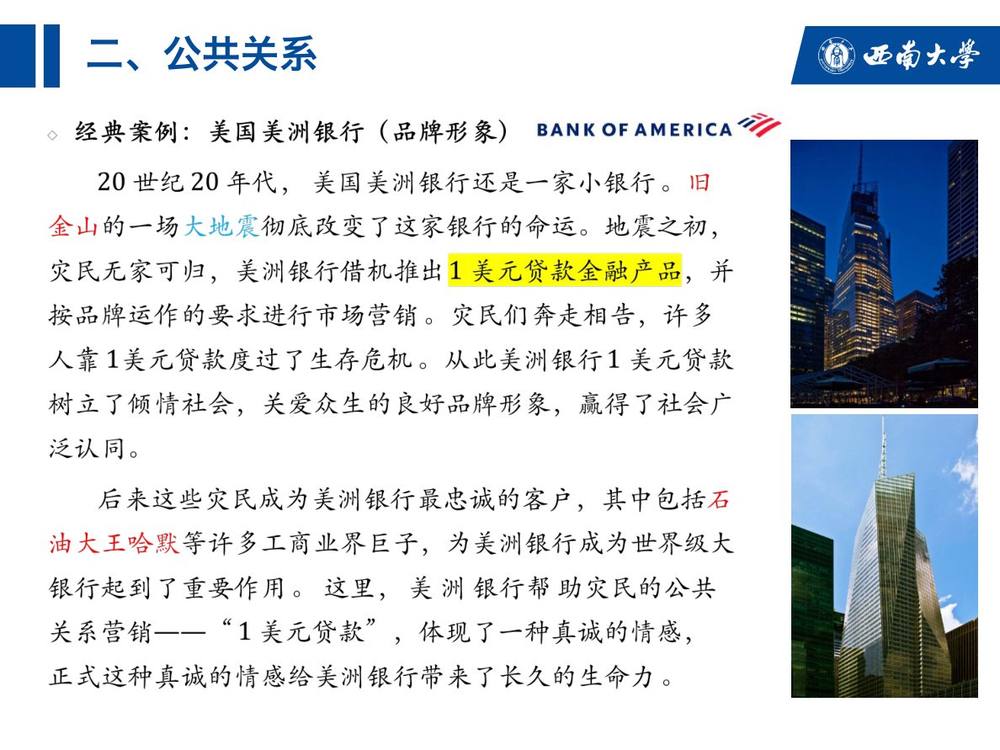 二、公共关系
西南大学
◇ 经典案例：美国美洲银行（品牌形象）
BANK OF AMERICA
20 世纪 20 年代， 美国美洲银行还是一家小银行。旧
金山的一场大地震彻底改变了这家银行的命运。地震之初，
灾民无家可归，美洲银行借机推出 1 美元贷款金融产品，并
按品牌运作的要求进行市场营销。灾民们奔走相告，许多
人靠 1美元贷款度过了生存危机。从此美洲银行 1 美元贷款
树立了倾情社会，关爱众生的良好品牌形象，赢得了社会广
泛认同。
后来这些灾民成为美洲银行最忠诚的客户，其中包括石
油大王哈默等许多工商业界巨子，为美洲银行成为世界级大
银行起到了重要作用。 这里， 美 洲 银行帮 助灾民的公共
关系营销——“ 1 美元贷款” ，体现了一种真诚的情感，
正式这种真诚的情感给美洲银行带来了长久的生命力 。